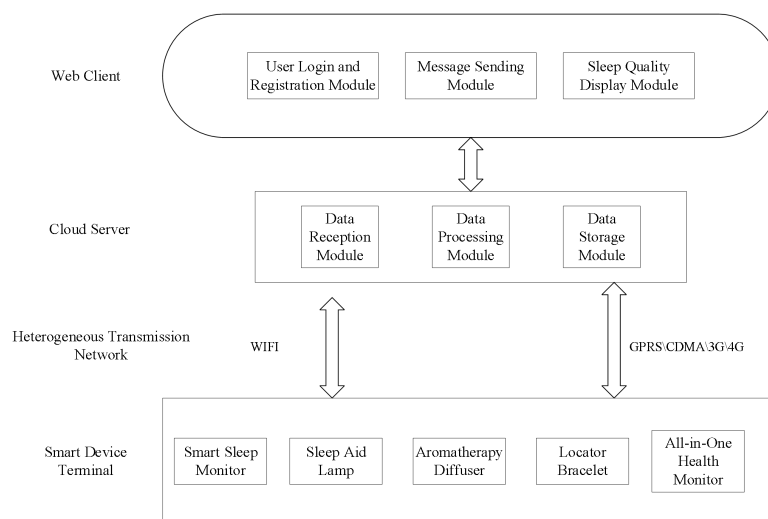 Web Client
User Login and
Registration Module
Message Sending
Module
Sleep Quality
Display Module
Cloud Server
Data
Reception
Module
Data
Processing
Module
Data
Storage
Module
Heterogeneous Transmission
Network
WIFI
GPRS\CDMA\3G\4G
Smart Device
Terminal
Smart Sleep
Monitor
Sleep Aid
Lamp
Aromatherapy
Diffuser
Locator
Bracelet
All-in-One
Health
Monitor